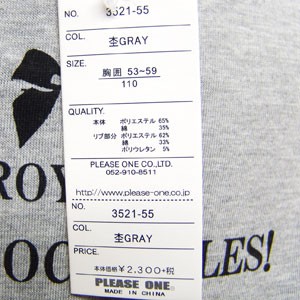 NO. 3521-55
COL. 杢GRAY
SIZE. 胸囲 53~59
110
QUALITY.
本体 ポリエステル 65%
綿 35%
リブ部分 ポリエステル 62%
綿 33%
ポリウレタン 5%
PLEASE ONE CO.,LTD.
052-910-8511
http://www.please-one.co.jp
NO. 3521-55
COL. 杢GRAY
PRICE.
本体価格 ¥2,300+税
PLEASE ONE.
MADE IN CHINA
ROY
OC LES!